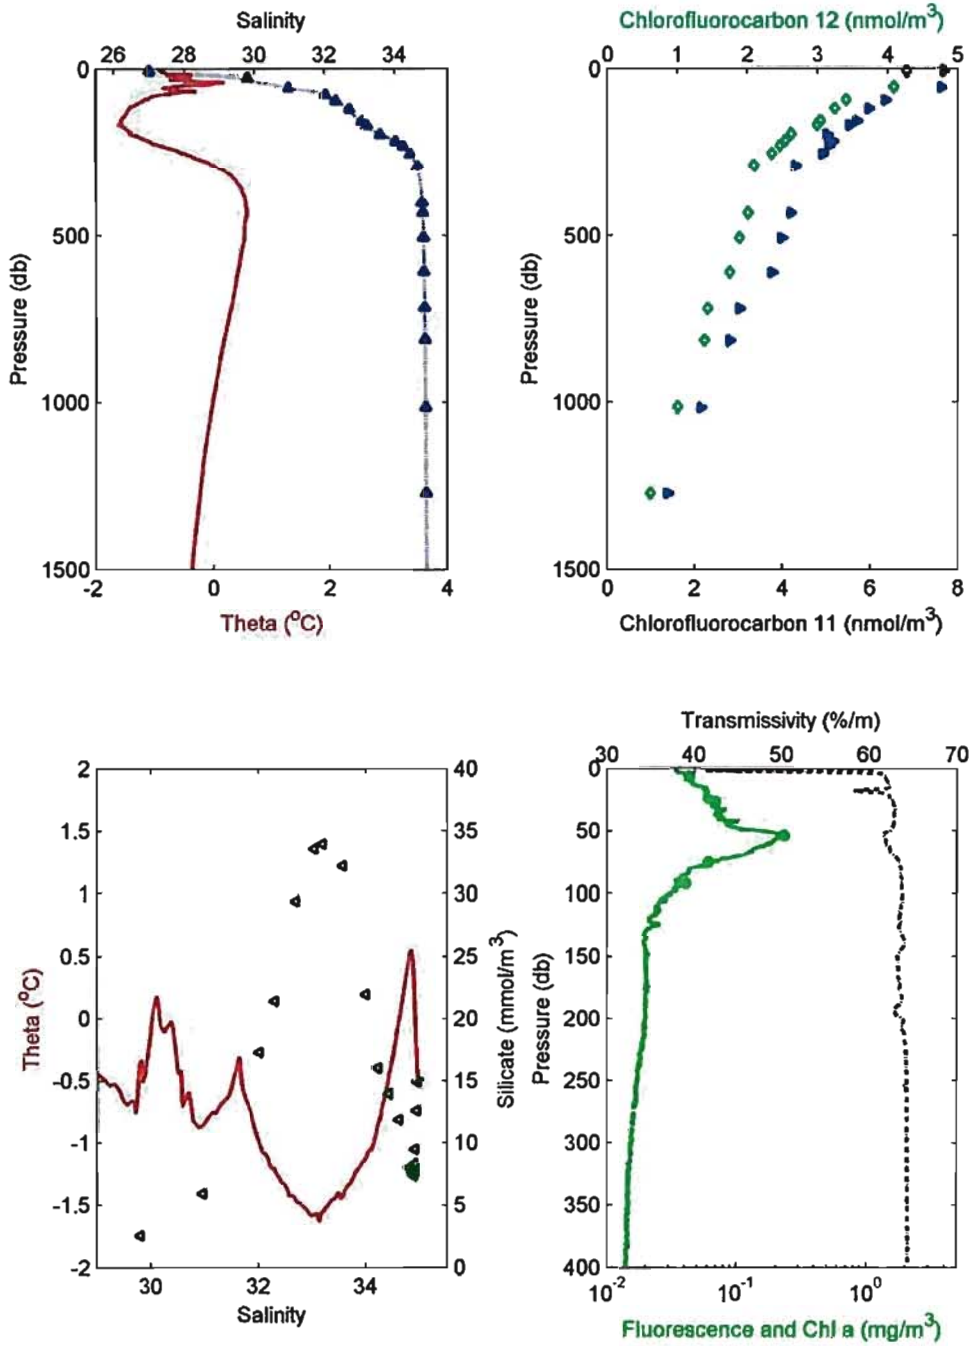 Salinity
26 28 30 32 34
0
500
1000
1500
Pressure (db)
-2 0 2 4
Theta (°C)
Chlorofluorocarbon 12 (nmol/m³)
0 1 2 3 4 5
0
500
1000
1500
Pressure (db)
0 2 4 6 8
Chlorofluorocarbon 11 (nmol/m³)
2
1.5
1
0.5
0
-0.5
-1
-1.5
-2
Theta (°C)
40
35
30
25
20
15
10
5
0
Silicate (mmol/m³)
30 32 34
Salinity
Transmissivity (%/m)
30 40 50 60 70
0
50
100
150
200
250
300
350
400
Pressure (db)
10⁻² 10⁻¹ 10⁰
Fluorescence and Chl a (mg/m³)